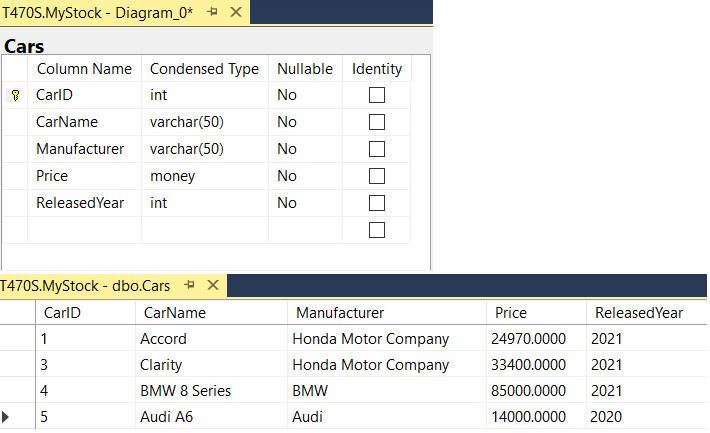 T470S.MyStock - Diagram_0*
Cars
Column Name Condensed Type Nullable Identity
CarID int No
CarName varchar(50) No
Manufacturer varchar(50) No
Price money No
ReleasedYear int No
T470S.MyStock - dbo.Cars
CarID CarName Manufacturer Price ReleasedYear
1 Accord Honda Motor Company 24970.0000 2021
3 Clarity Honda Motor Company 33400.0000 2021
4 BMW 8 Series BMW 85000.0000 2021
5 Audi A6 Audi 14000.0000 2020